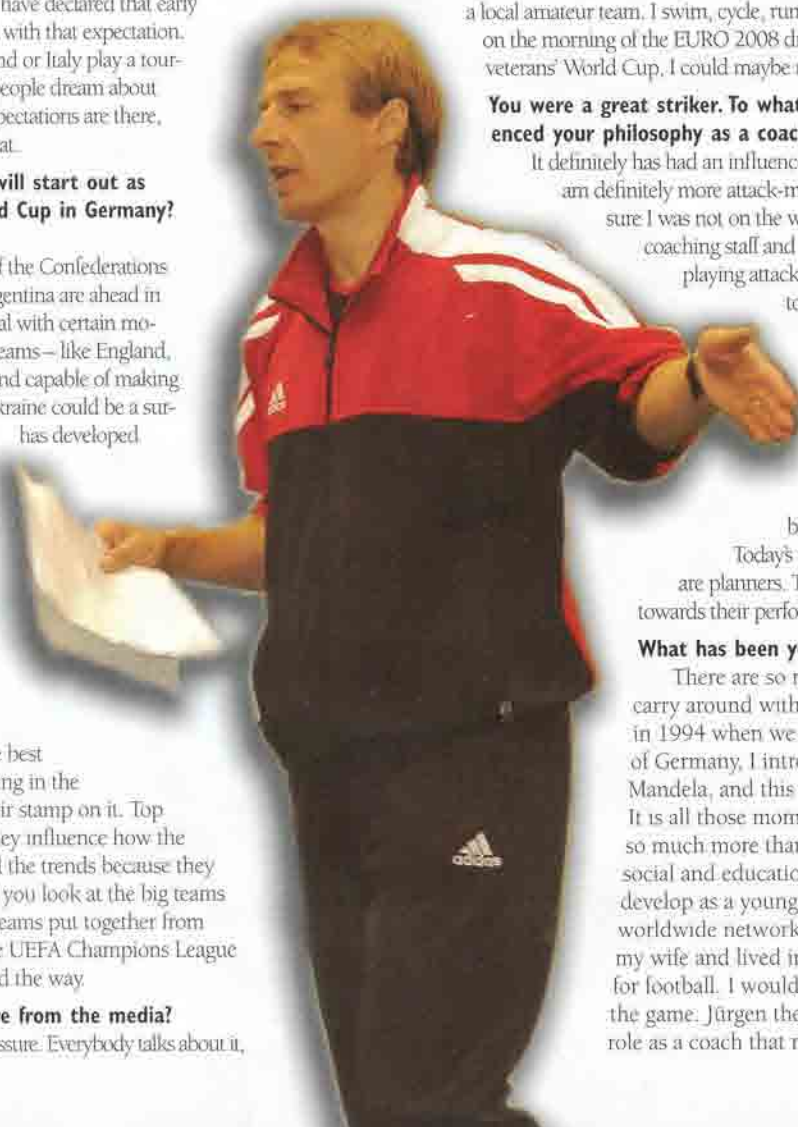 have declared that early
with that expectation.
nd or Italy play a tour-
eople dream about
pectations are there,
at.
will start out as
d Cup in Germany?
f the Confederations
gentina are ahead in
al with certain mo-
eams – like England,
nd capable of making
kraine could be a sur-
has developed.
best
ng in the
ir stamp on it. Top
ey influence how the
l the trends because they
you look at the big teams
eams put together from
e UEFA Champions League
d the way.
e from the media?
ssure. Everybody talks about it,
a local amateur team. I swim, cycle, run
on the morning of the EURO 2008 d
veterans' World Cup, I could maybe
You were a great striker. To what
enced your philosophy as a coac
It definitely has had an influenc
am definitely more attack-m
sure I was not on the w
coaching staff and
playing attack
to
b
Today's
are planners. T
towards their perfo
What has been y
There are so
carry around with
in 1994 when we
of Germany, I intr
Mandela, and this
It is all those mom
so much more than
social and educatio
develop as a young
worldwide network
my wife and lived in
for football. I would
the game. Jürgen the
role as a coach that
adidas
adidas